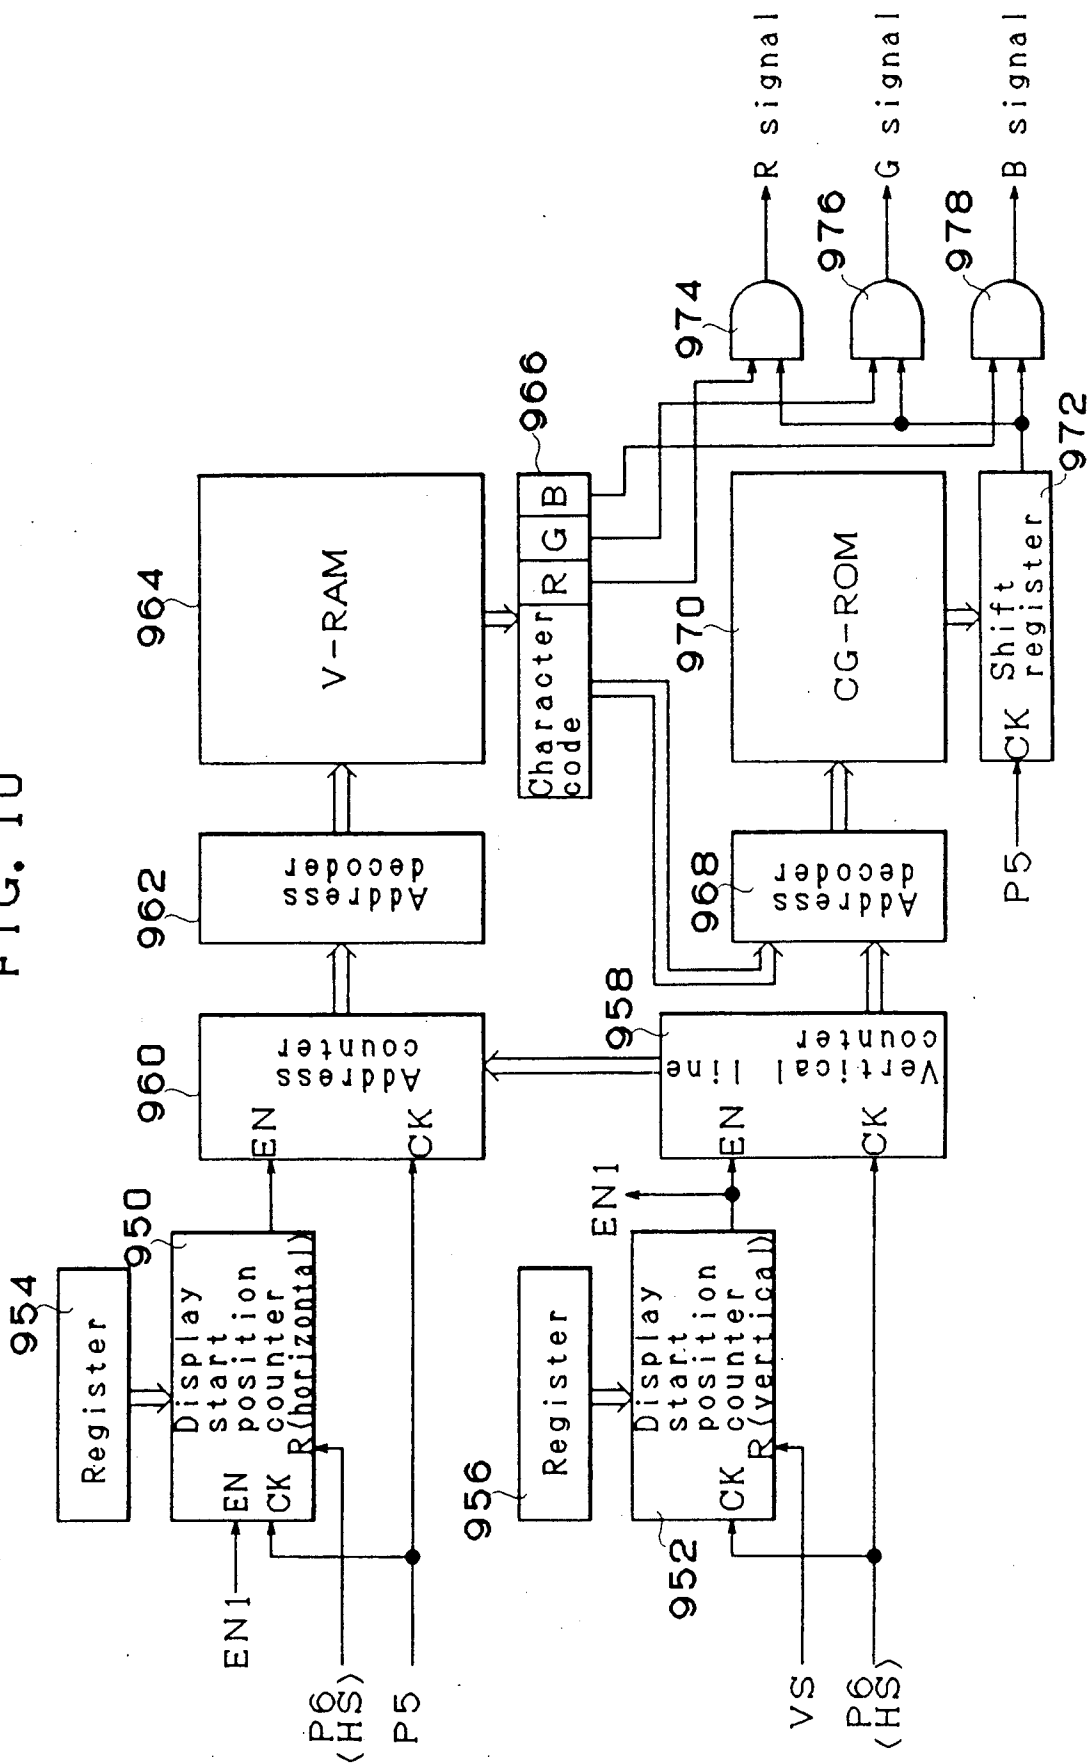 FIG. 10
954
Register
950
Display
start
position
counter
R(horizontal)
EN
CK
EN1
P6
<HS>
P5
960
EN
CK
Address
counter
962
Address
decoder
964
V-RAM
966
Character
code
R
G
B
956
Register
952
Display
start
position
counter
R(vertical)
CK
VS
P6
<HS>
EN1
958
EN
CK
Vertical line
counter
968
Address
decoder
970
CG-ROM
P5
CK
Shift
register
972
974
R signal
976
G signal
978
B signal